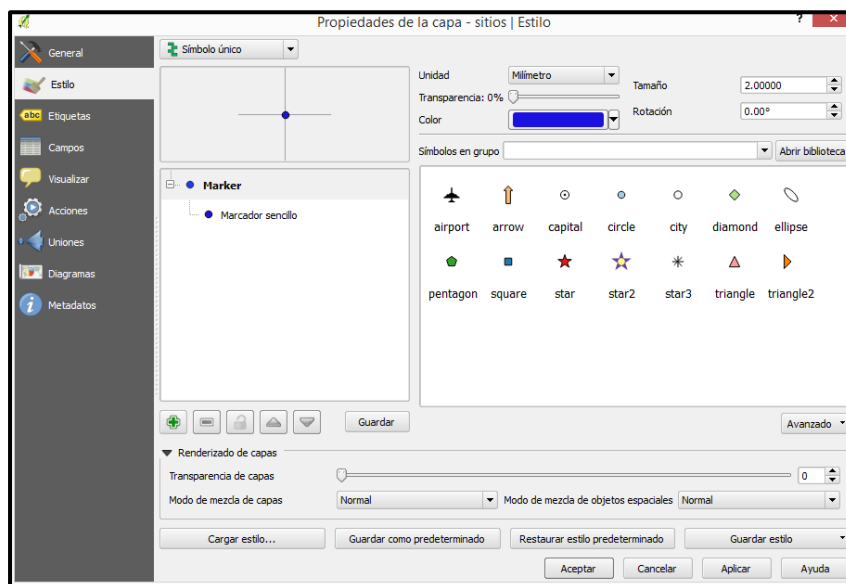 Propiedades de la capa - sitios | Estilo
?
General
Estilo
abc Etiquetas
Campos
Visualizar
Acciones
Uniones
Diagramas
Metadatos
Símbolo único
Unidad Milímetro
Tamaño 2.00000
Transparencia: 0%
Rotación 0.00°
Color
Símbolos en grupo
Abrir biblioteca
Marker
Marcador sencillo
airport arrow capital circle city diamond ellipse
pentagon square star star2 star3 triangle triangle2
Guardar
Avanzado
Renderizado de capas
Transparencia de capas 0
Modo de mezcla de capas Normal Modo de mezcla de objetos espaciales Normal
Cargar estilo... Guardar como predeterminado Restaurar estilo predeterminado Guardar estilo
Aceptar Cancelar Aplicar Ayuda